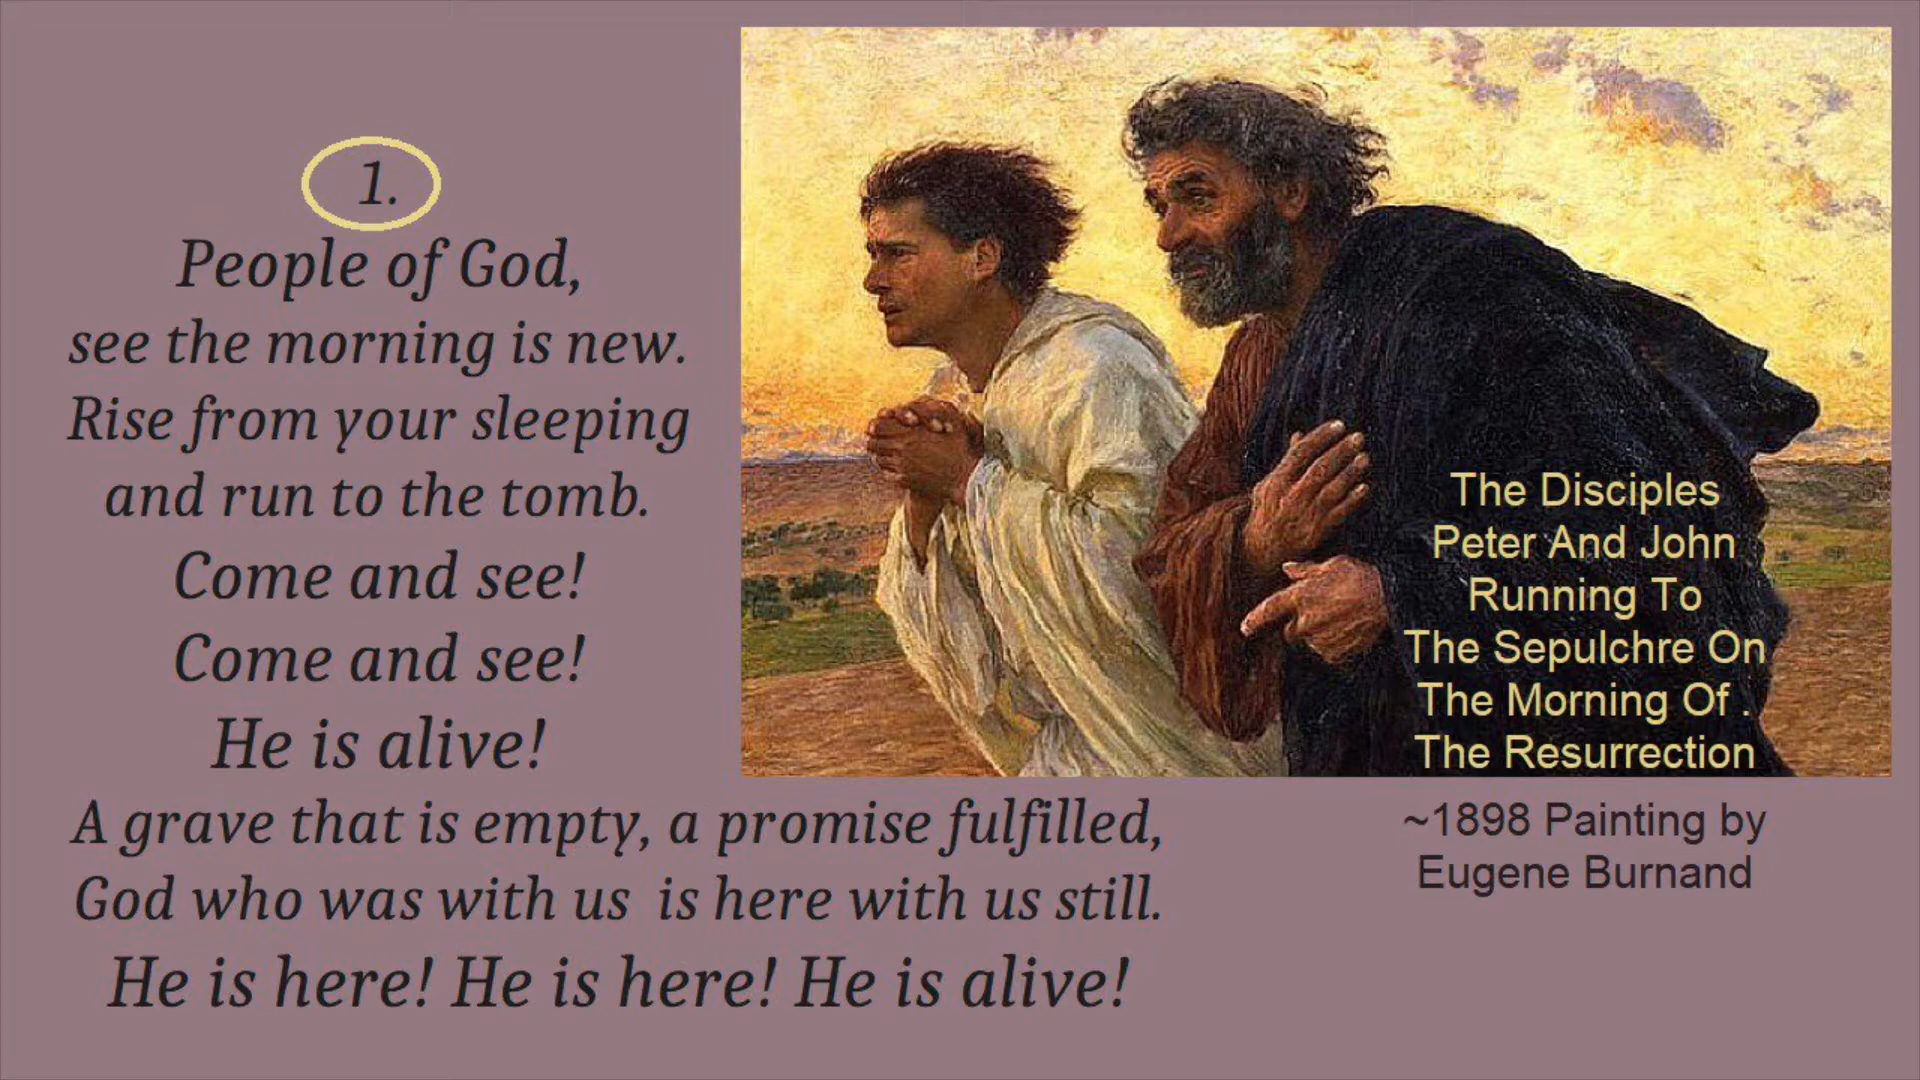 1.
People of God,
see the morning is new.
Rise from your sleeping
and run to the tomb.
Come and see!
Come and see!
He is alive!
A grave that is empty, a promise fulfilled,
God who was with us  is here with us still.
He is here! He is here! He is alive!
The Disciples
Peter And John
Running To
The Sepulchre On
The Morning Of .
The Resurrection
~1898 Painting by
Eugene Burnand